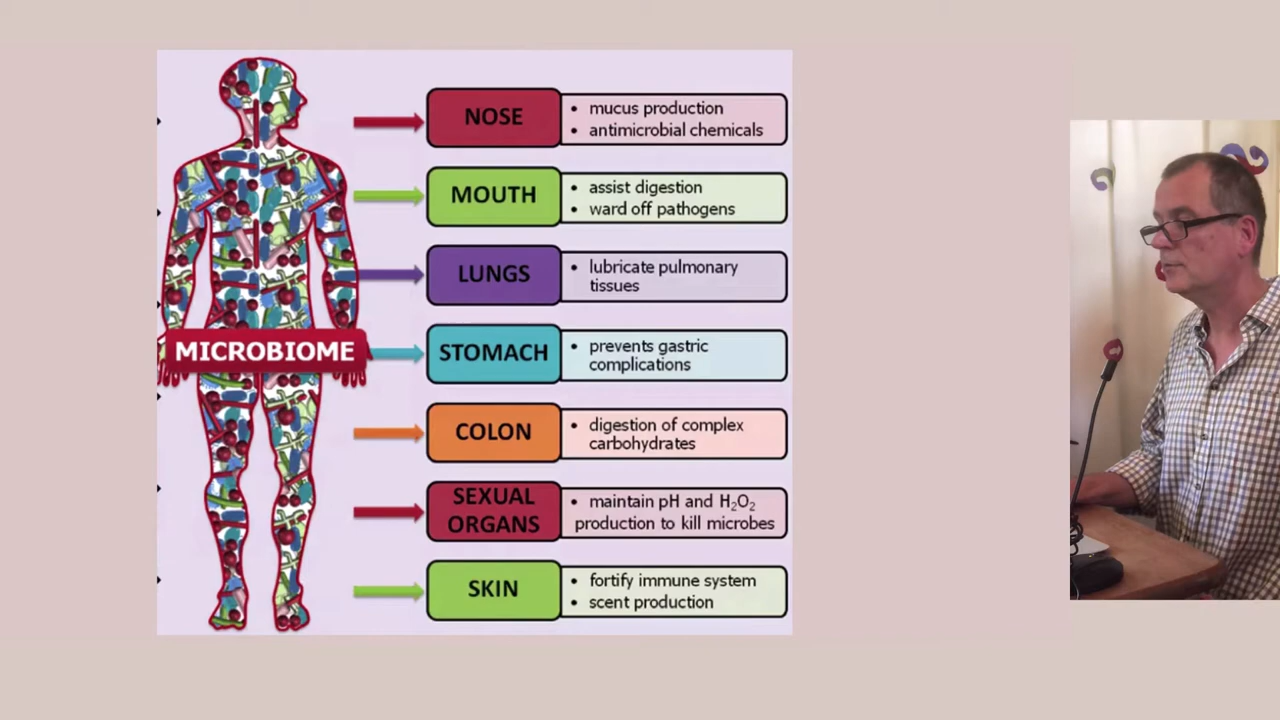 MICROBIOME
NOSE
• mucus production
• antimicrobial chemicals
MOUTH
• assist digestion
• ward off pathogens
LUNGS
• lubricate pulmonary
tissues
STOMACH
• prevents gastric
complications
COLON
• digestion of complex
carbohydrates
SEXUAL
ORGANS
• maintain pH and H₂O₂
production to kill microbes
SKIN
• fortify immune system
• scent production